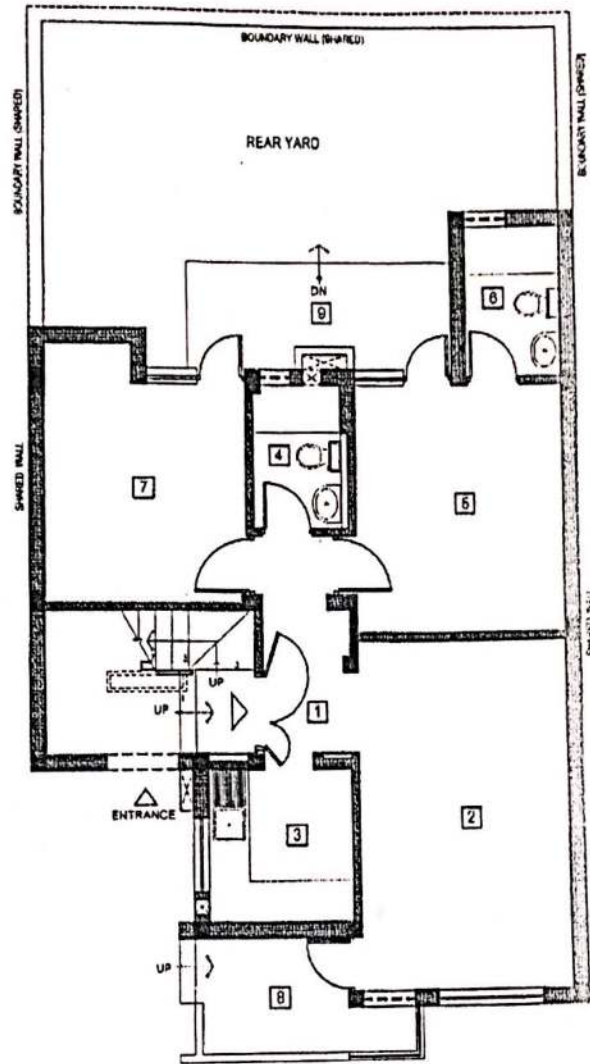 BOUNDARY WALL (SHARED)
BOUNDARY WALL (SHARED)
BOUNDARY WALL (SHARED)
REAR YARD
6
DN
9
4
7
5
SHARED WALL
UP
UP
1
ENTRANCE
3
2
UP
8